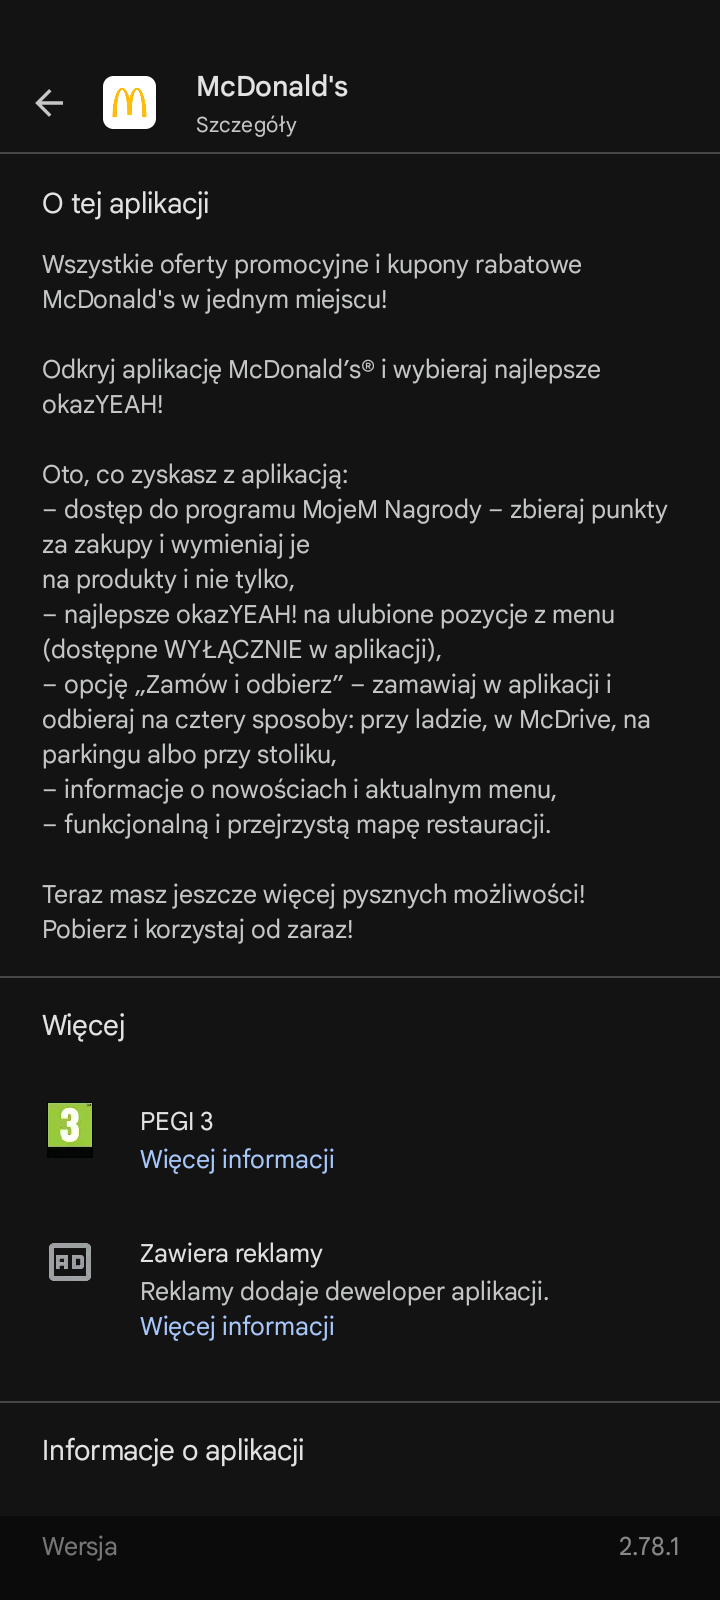 McDonald's
Szczegóły
O tej aplikacji
Wszystkie oferty promocyjne i kupony rabatowe
McDonald's w jednym miejscu!
Odkryj aplikację McDonald’s® i wybieraj najlepsze
okazYEAH!
Oto, co zyskasz z aplikacją:
– dostęp do programu MojeM Nagrody – zbieraj punkty
za zakupy i wymieniaj je
na produkty i nie tylko,
– najlepsze okazYEAH! na ulubione pozycje z menu
(dostępne WYŁĄCZNIE w aplikacji),
– opcję „Zamów i odbierz” – zamawiaj w aplikacji i
odbieraj na cztery sposoby: przy ladzie, w McDrive, na
parkingu albo przy stoliku,
– informacje o nowościach i aktualnym menu,
– funkcjonalną i przejrzystą mapę restauracji.
Teraz masz jeszcze więcej pysznych możliwości!
Pobierz i korzystaj od zaraz!
Więcej
3
PEGI 3
Więcej informacji
AD
Zawiera reklamy
Reklamy dodaje deweloper aplikacji.
Więcej informacji
Informacje o aplikacji
Wersja 2.78.1